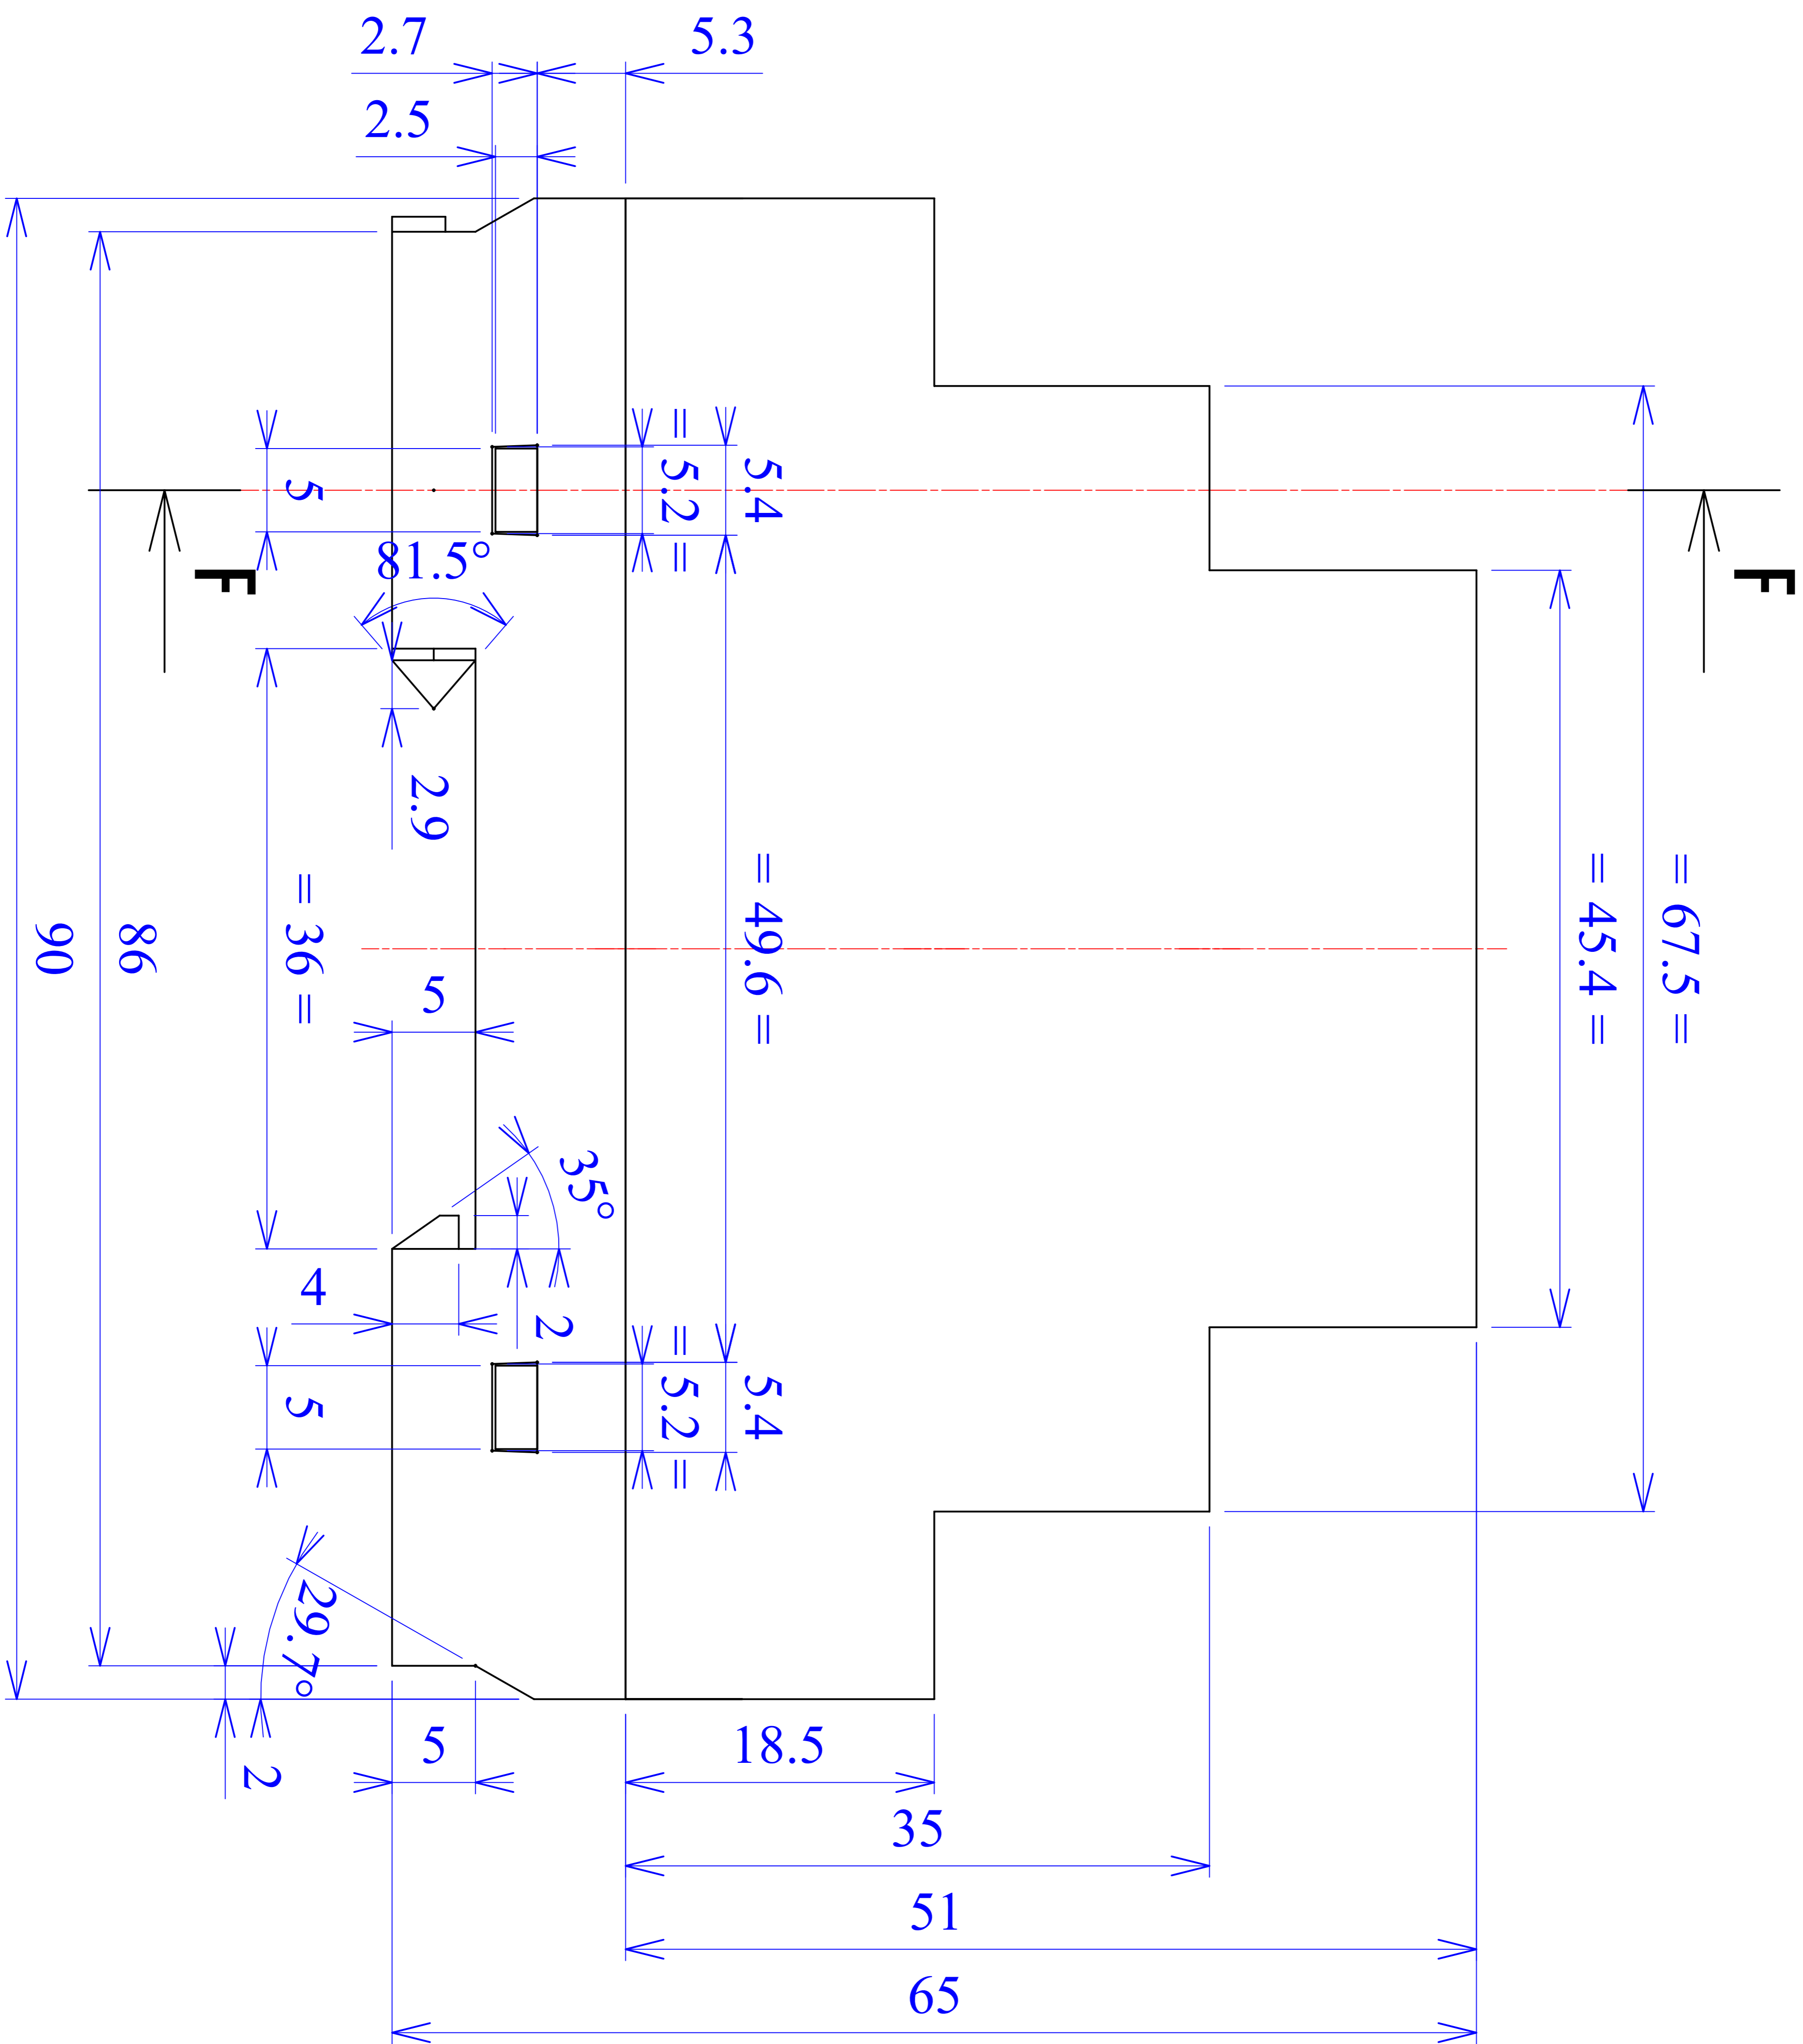 2.7
5.3
2.5
5.4
= 5.2 =
5
81.5°
F
F
2.9
= 49.6 =
= 45.4 =
= 67.5 =
= 36 =
86
90
5
35°
4
2
5.4
= 5.2 =
5
29.7°
2
5
18.5
35
51
65